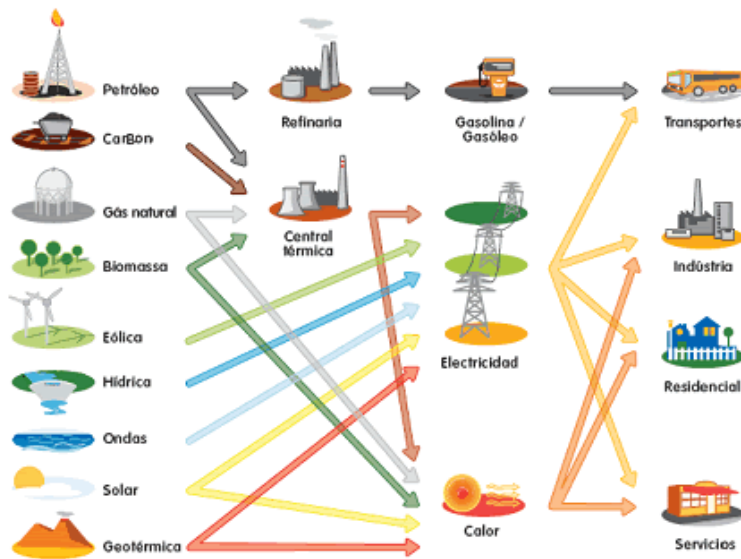 Petróleo
Carßon
Gás natural
Biomassa
Eólica
Hídrica
Ondas
Solar
Geotérmica
Refinaria
Central
térmica
Gasolina /
Gasóleo
Electricidad
Calor
Transportes
Indústria
Residencial
Servicios